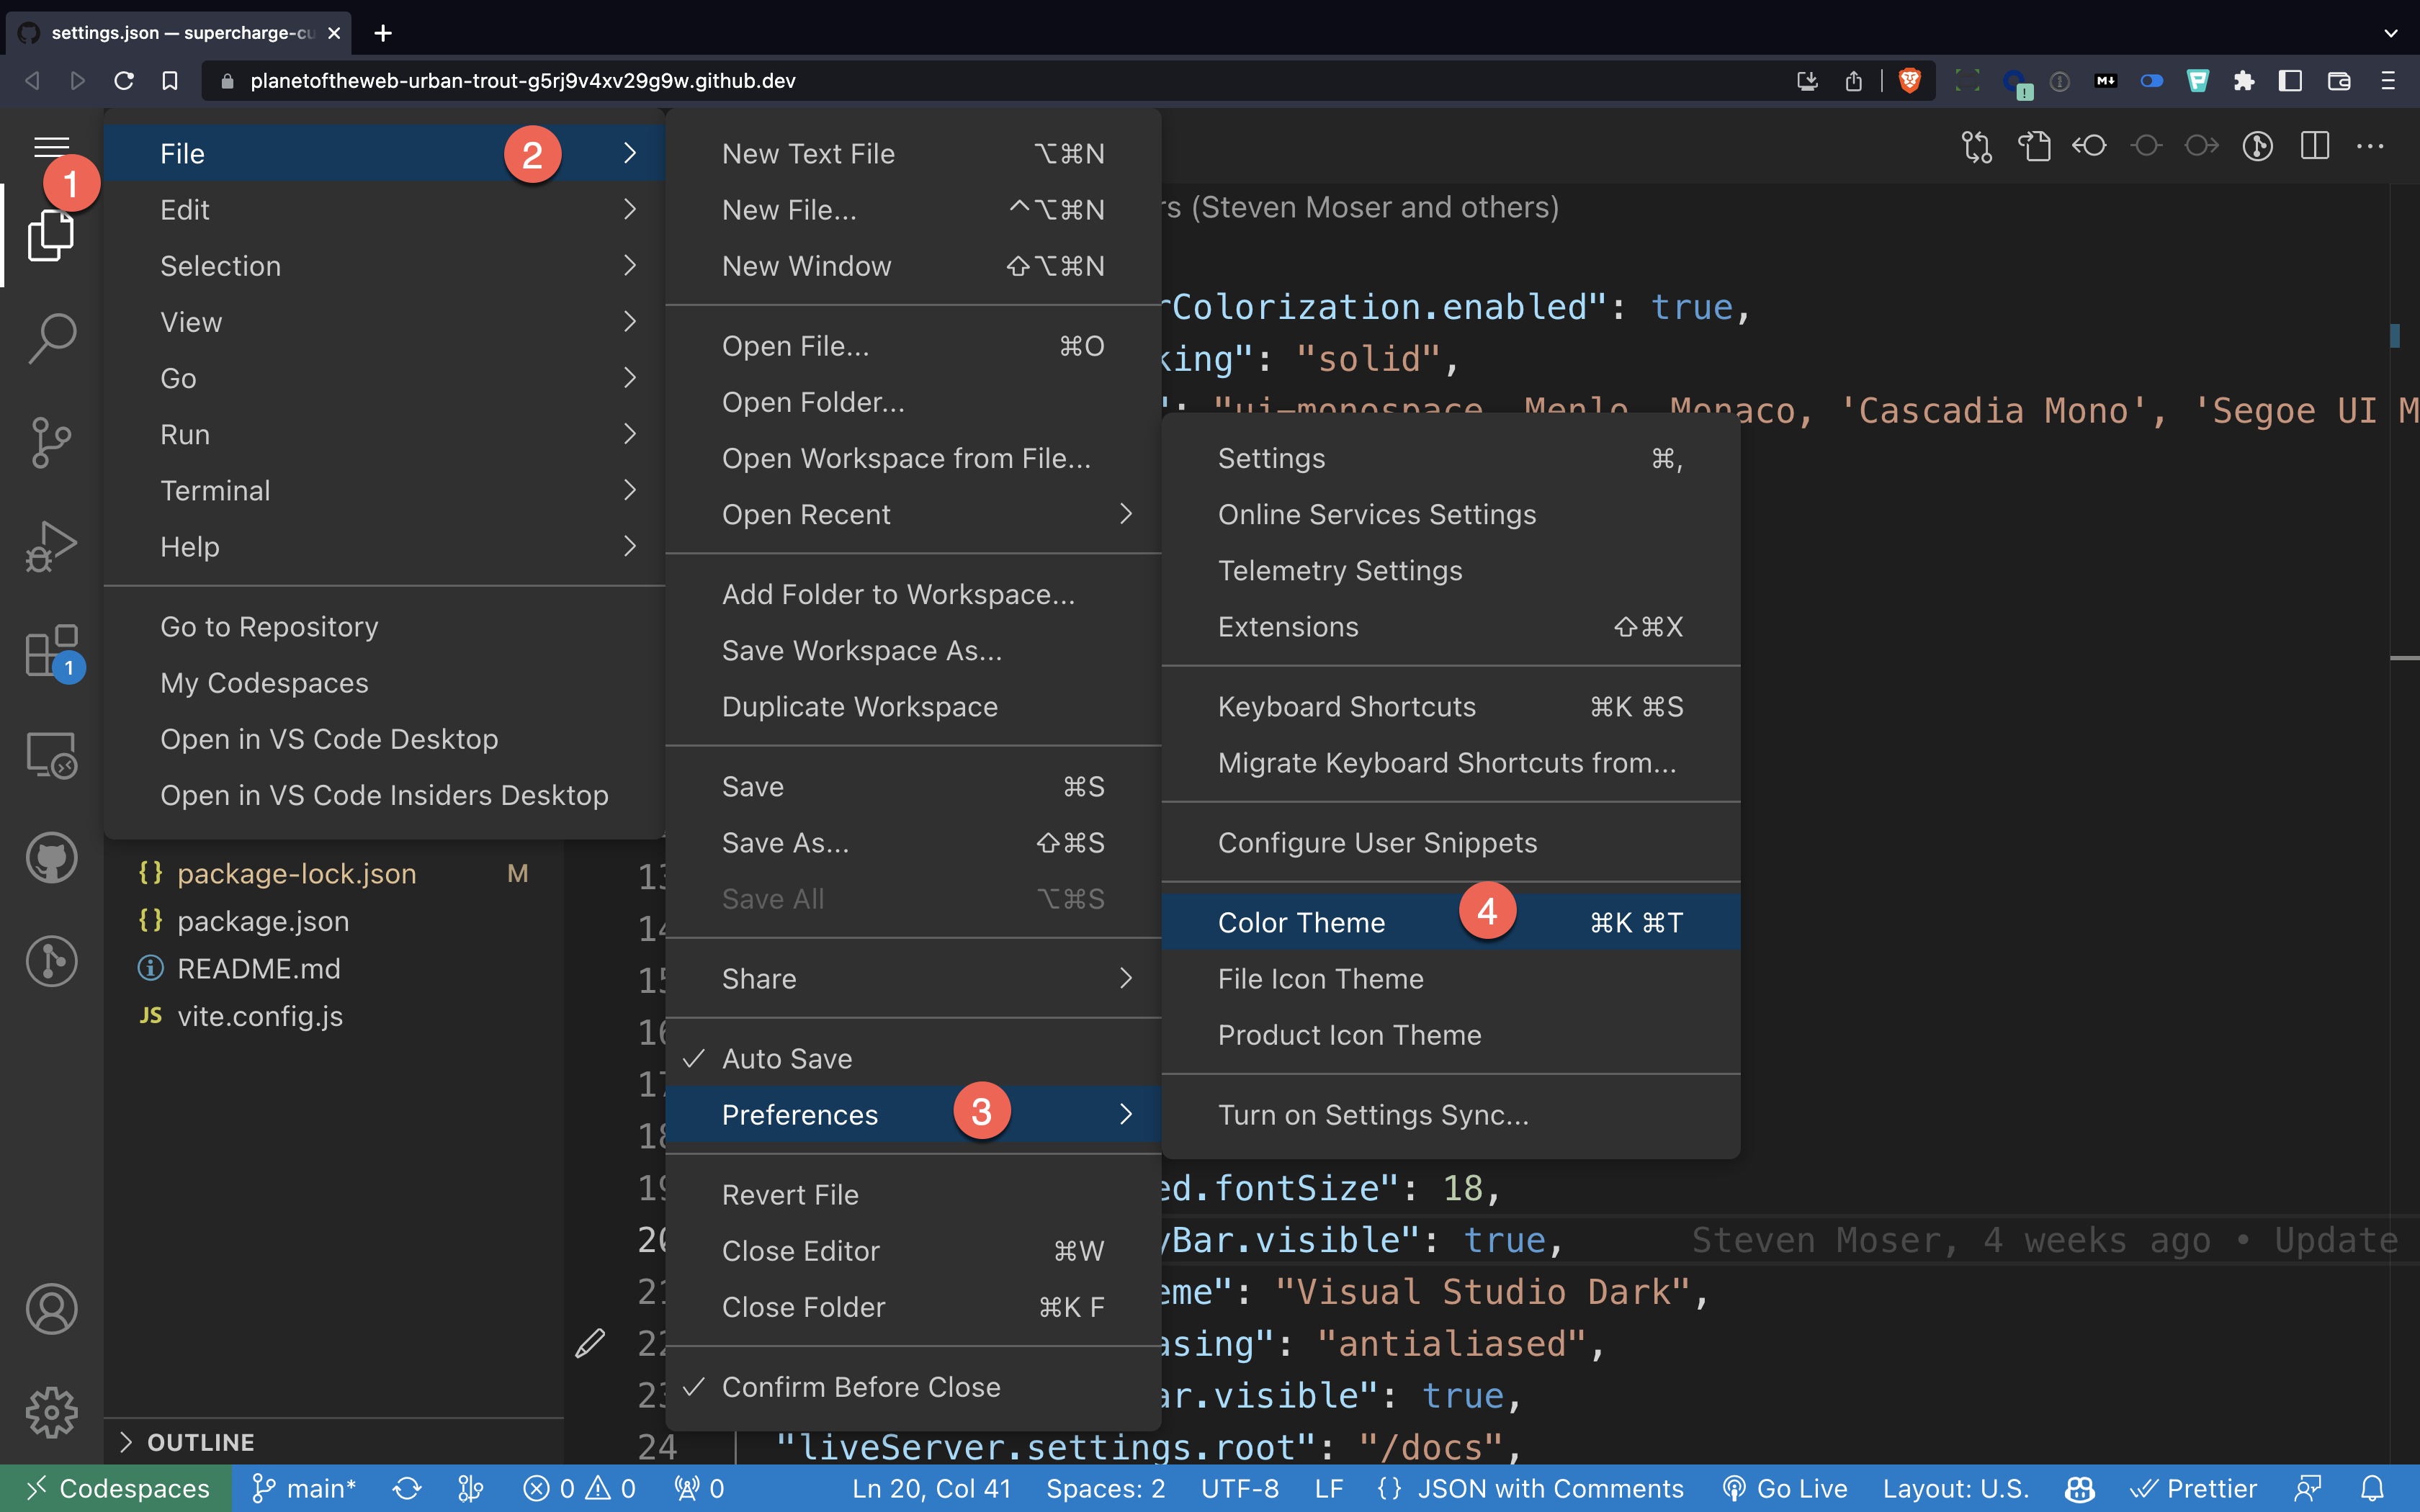 settings.json — supercharge-cu
planetoftheweb-urban-trout-g5rj9v4xv29g9w.github.dev
1
File 2
Edit
Selection
View
Go
Run
Terminal
Help
Go to Repository
My Codespaces
Open in VS Code Desktop
Open in VS Code Insiders Desktop
New Text File ⌥⌘N
New File... ^⌥⌘N
New Window ⇧⌥⌘N
Open File... ⌘O
Open Folder...
Open Workspace from File...
Open Recent
Add Folder to Workspace...
Save Workspace As...
Duplicate Workspace
Save ⌘S
Save As... ⇧⌘S
Save All ⌥⌘S
Share
Auto Save
Preferences 3
Revert File
Close Editor ⌘W
Close Folder ⌘K F
Confirm Before Close
Settings ⌘,
Online Services Settings
Telemetry Settings
Extensions ⇧⌘X
Keyboard Shortcuts ⌘K ⌘S
Migrate Keyboard Shortcuts from...
Configure User Snippets
Color Theme 4 ⌘K ⌘T
File Icon Theme
Product Icon Theme
Turn on Settings Sync...
rs (Steven Moser and others)
rColorization.enabled": true,
king": "solid",
": "ui-monospace, Menlo, Monaco, 'Cascadia Mono', 'Segoe UI M
1
{} package-lock.json M
{} package.json
README.md
JS vite.config.js
OUTLINE
13
14
15
16
17
18
19 ed.fontSize": 18,
20 yBar.visible": true, Steven Moser, 4 weeks ago • Update
21 eme": "Visual Studio Dark",
22 asing": "antialiased",
23 ar.visible": true,
24 "liveServer.settings.root": "/docs",
Codespaces main* 0 0 0 Ln 20, Col 41 Spaces: 2 UTF-8 LF {} JSON with Comments Go Live Layout: U.S. Prettier